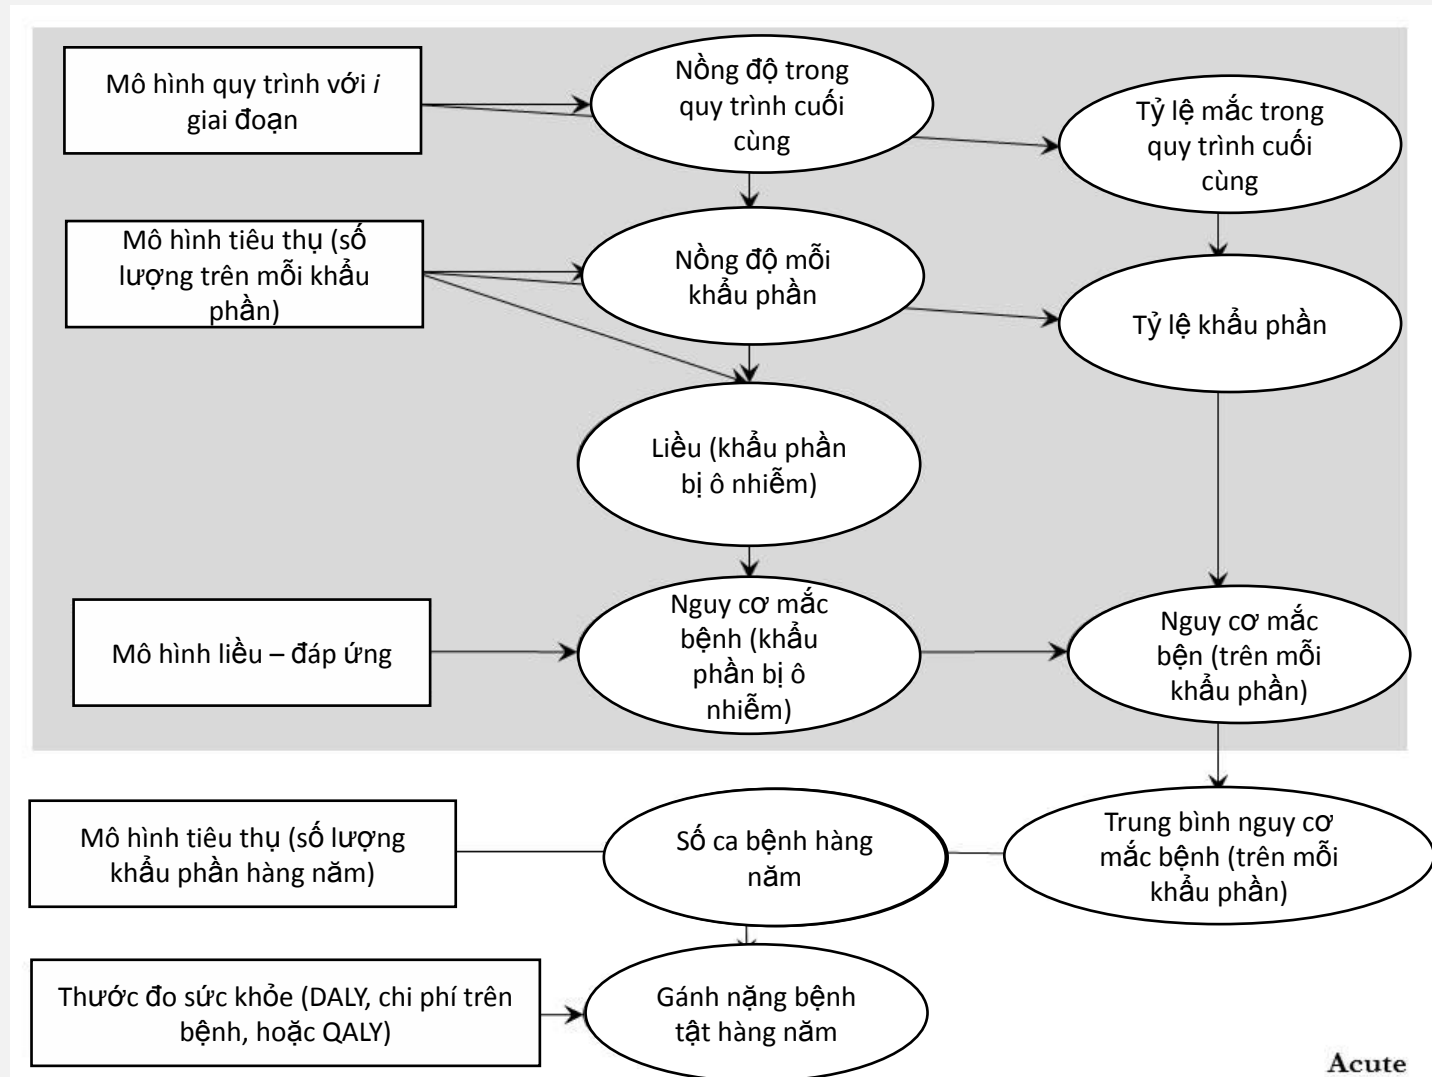 Mô hình quy trình với i
giai đoạn
Nồng độ trong
quy trình cuối
cùng
Tỷ lệ mắc trong
quy trình cuối
cùng
Mô hình tiêu thụ (số
lượng trên mỗi khẩu
phần)
Nồng độ mỗi
khẩu phần
Tỷ lệ khẩu phần
Liều (khẩu phần
bị ô nhiễm)
Mô hình liều – đáp ứng
Nguy cơ mắc
bệnh (khẩu
phần bị ô
nhiễm)
Nguy cơ mắc
bện (trên mỗi
khẩu phần)
Mô hình tiêu thụ (số lượng
khẩu phần hàng năm)
Số ca bệnh hàng
năm
Trung bình nguy cơ
mắc bệnh (trên mỗi
khẩu phần)
Thước đo sức khỏe (DALY, chi phí trên
bệnh, hoặc QALY)
Gánh nặng bệnh
tật hàng năm
Acute